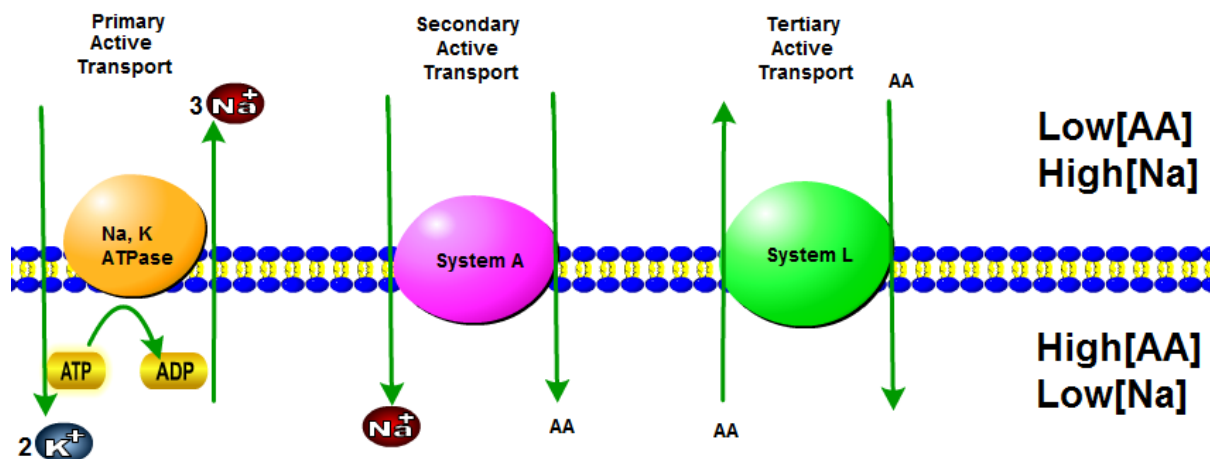 Primary
Active
Transport
3 Na+
Na, K
ATPase
ATP
ADP
2 K+
Secondary
Active
Transport
System A
Na+
AA
Tertiary
Active
Transport
AA
System L
AA
Low[AA]
High[Na]
High[AA]
Low[Na]